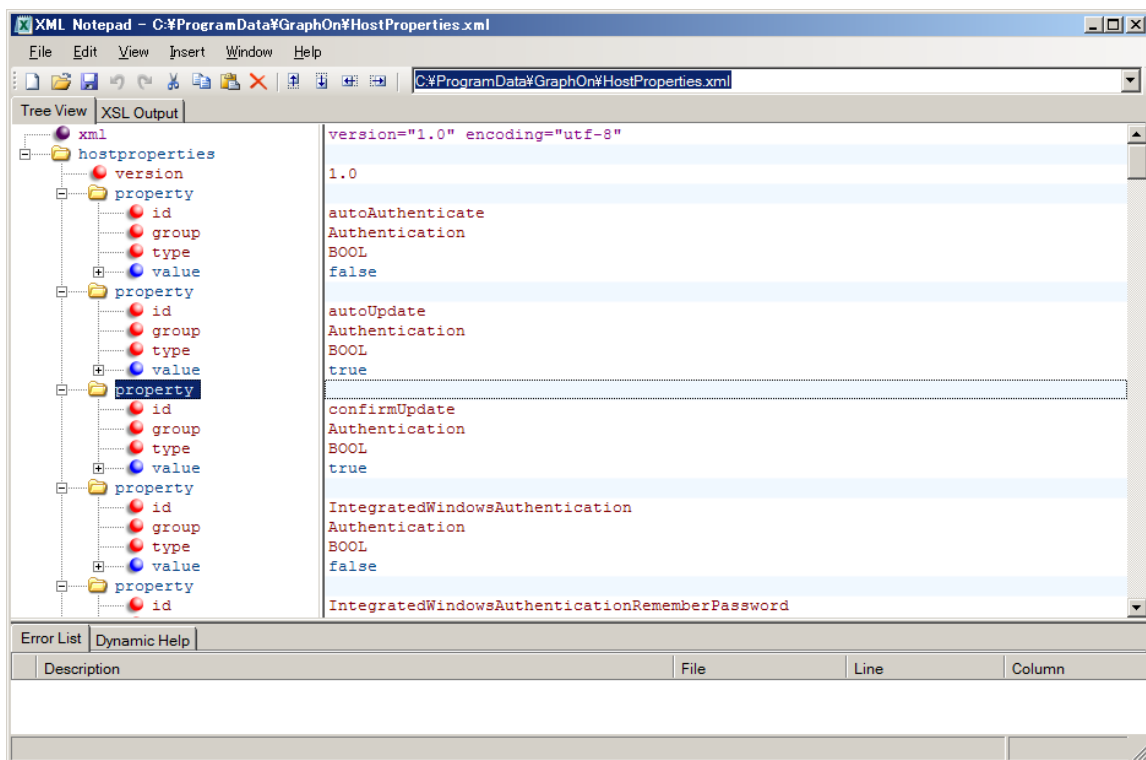 XML Notepad - C:¥ProgramData¥GraphOn¥HostProperties.xml
File Edit View Insert Window Help
C:¥ProgramData¥GraphOn¥HostProperties.xml
Tree View XSL Output
xml version="1.0" encoding="utf-8"
hostproperties
version 1.0
property
id autoAuthenticate
group Authentication
type BOOL
value false
property
id autoUpdate
group Authentication
type BOOL
value true
property
id confirmUpdate
group Authentication
type BOOL
value true
property
id IntegratedWindowsAuthentication
group Authentication
type BOOL
value false
property
id IntegratedWindowsAuthenticationRememberPassword
Error List Dynamic Help
Description File Line Column